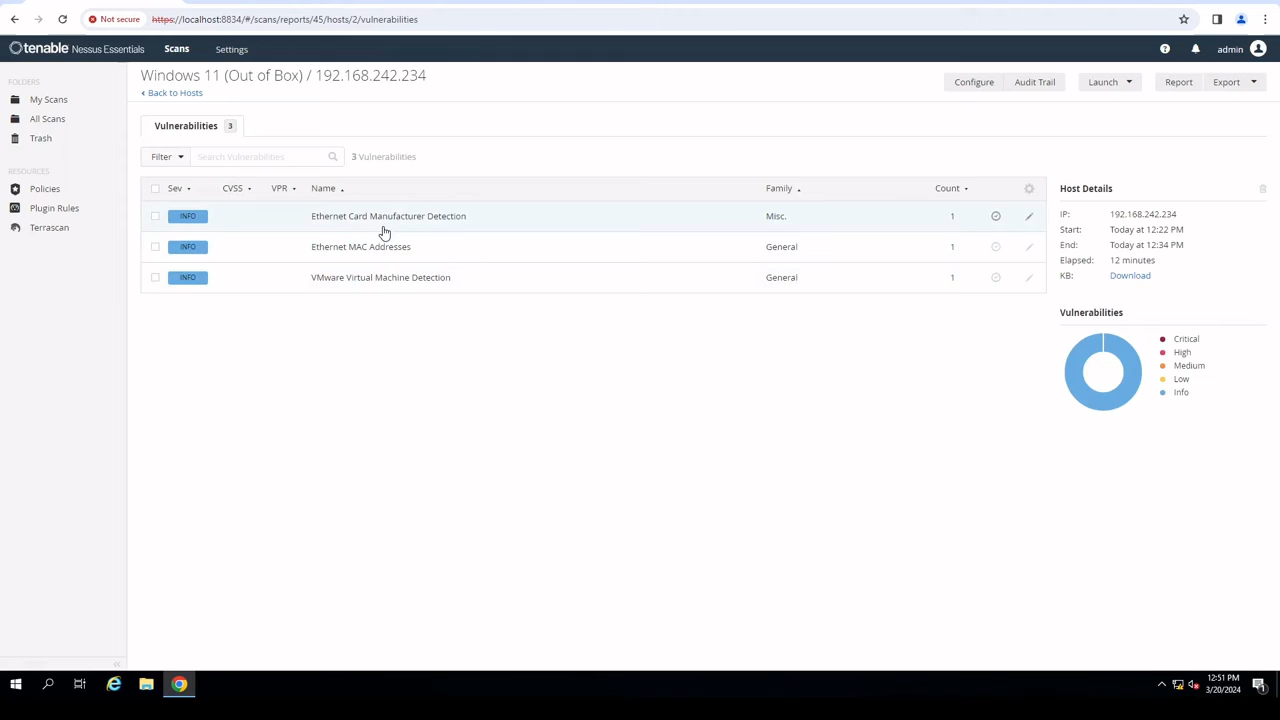 Not secure
https://localhost:8834/#/scans/reports/45/hosts/2/vulnerabilities
tenable Nessus Essentials
Scans
Settings
admin
FOLDERS
My Scans
All Scans
Trash
RESOURCES
Policies
Plugin Rules
Terrascan
Windows 11 (Out of Box) / 192.168.242.234
Back to Hosts
Configure
Audit Trail
Launch
Report
Export
Vulnerabilities 3
Filter
Search Vulnerabilities
3 Vulnerabilities
Sev CVSS VPR Name Family Count
INFO Ethernet Card Manufacturer Detection Misc. 1
INFO Ethernet MAC Addresses General 1
INFO VMware Virtual Machine Detection General 1
Host Details
IP: 192.168.242.234
Start: Today at 12:22 PM
End: Today at 12:34 PM
Elapsed: 12 minutes
KB: Download
Vulnerabilities
Critical
High
Medium
Low
Info
12:51 PM
3/20/2024